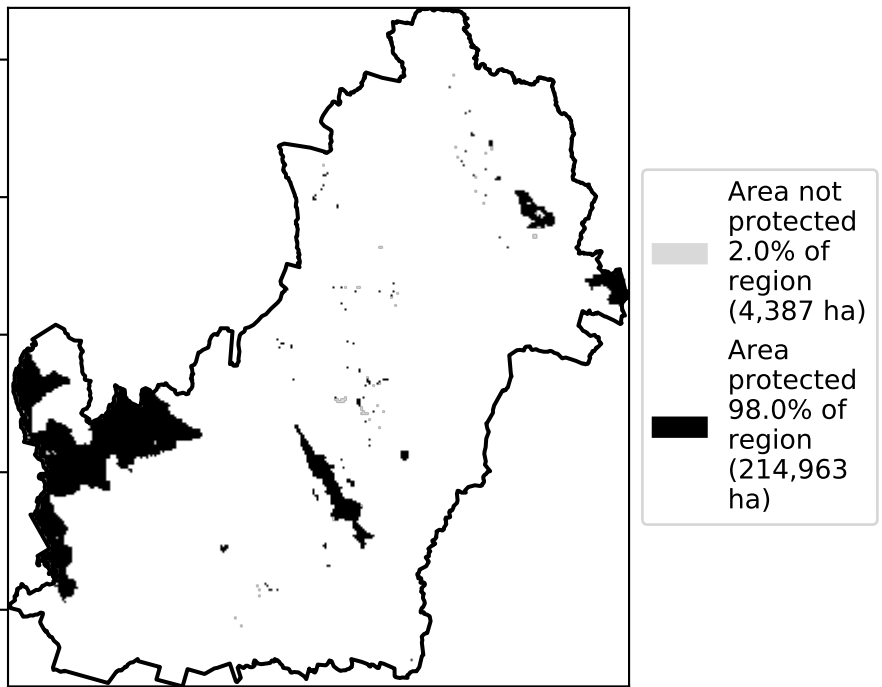 Area not
protected
2.0% of
region
(4,387 ha)
Area
protected
98.0% of
region
(214,963
ha)